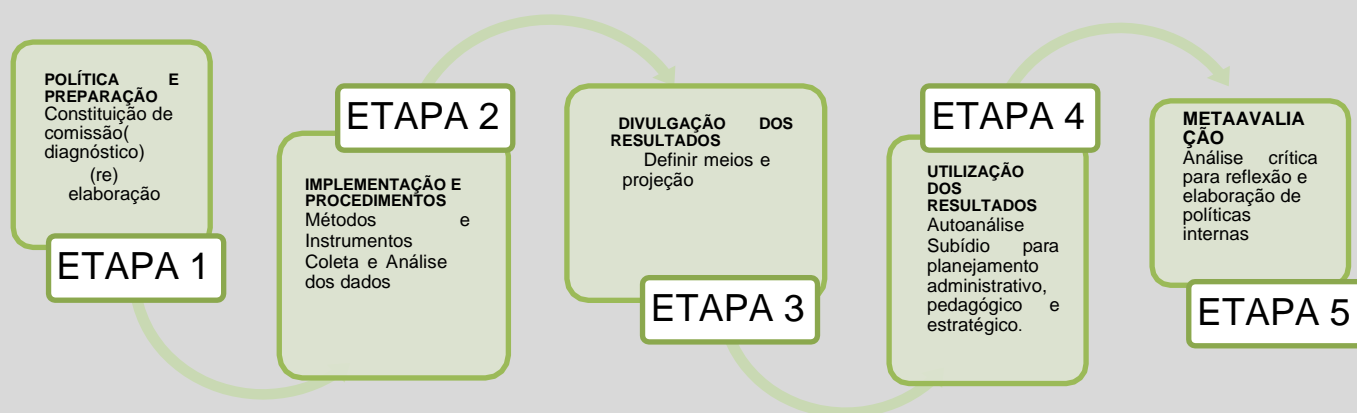 POLÍTICA E
PREPARAÇÃO
Constituição de
comissão(
diagnóstico)
(re)
elaboração
ETAPA 1
ETAPA 2
IMPLEMENTAÇÃO E
PROCEDIMENTOS
Métodos e
Instrumentos
Coleta e Análise
dos dados
DIVULGAÇÃO DOS
RESULTADOS
Definir meios e
projeção
ETAPA 3
ETAPA 4
UTILIZAÇÃO
DOS
RESULTADOS
Autoanálise
Subídio para
planejamento
administrativo,
pedagógico e
estratégico.
METAAVALIA
ÇÃO
Análise crítica
para reflexão e
elaboração de
políticas
internas
ETAPA 5